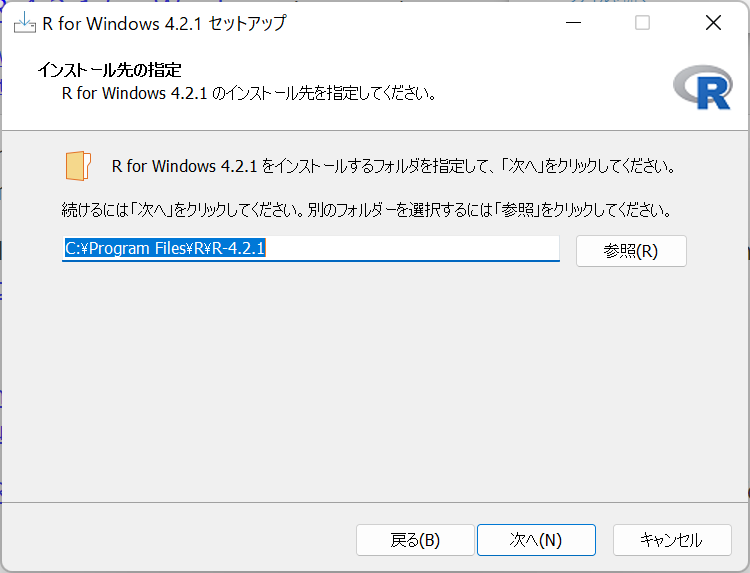 R for Windows 4.2.1 セットアップ
インストール先の指定
R for Windows 4.2.1 のインストール先を指定してください。
R
R for Windows 4.2.1 をインストールするフォルダを指定して、「次へ」をクリックしてください。
続けるには「次へ」をクリックしてください。別のフォルダーを選択するには「参照」をクリックしてください。
C:¥Program Files¥R¥R-4.2.1
参照(R)
戻る(B)
次へ(N)
キャンセル